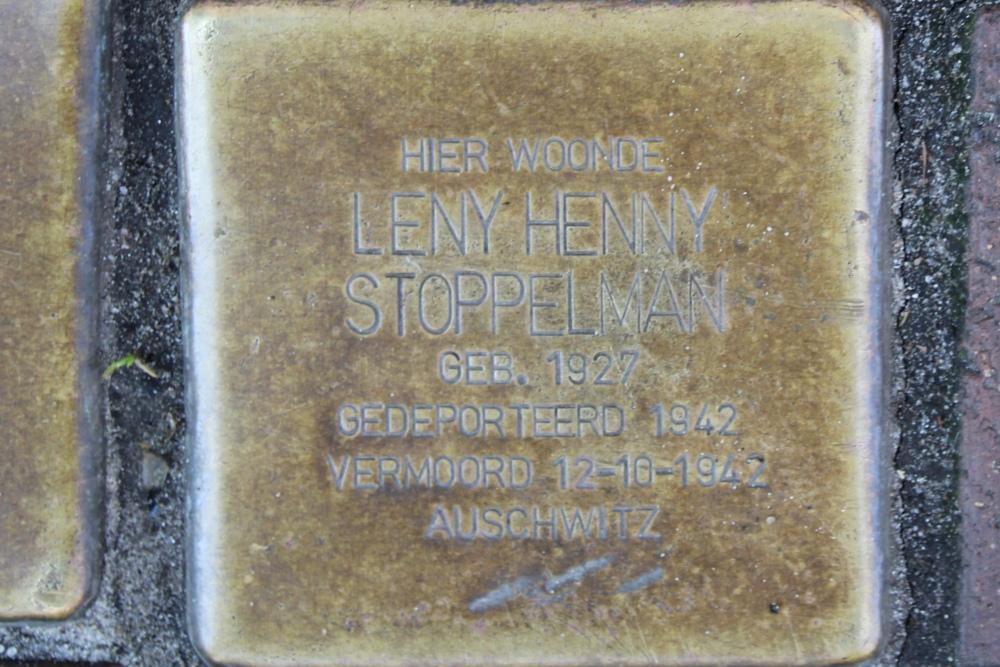 HIER WOONDE
LENY HENNY
STOPPELMAN
GEB. 1927
GEDEPORTEERD 1942
VERMOORD 12-10-1942
AUSCHWITZ